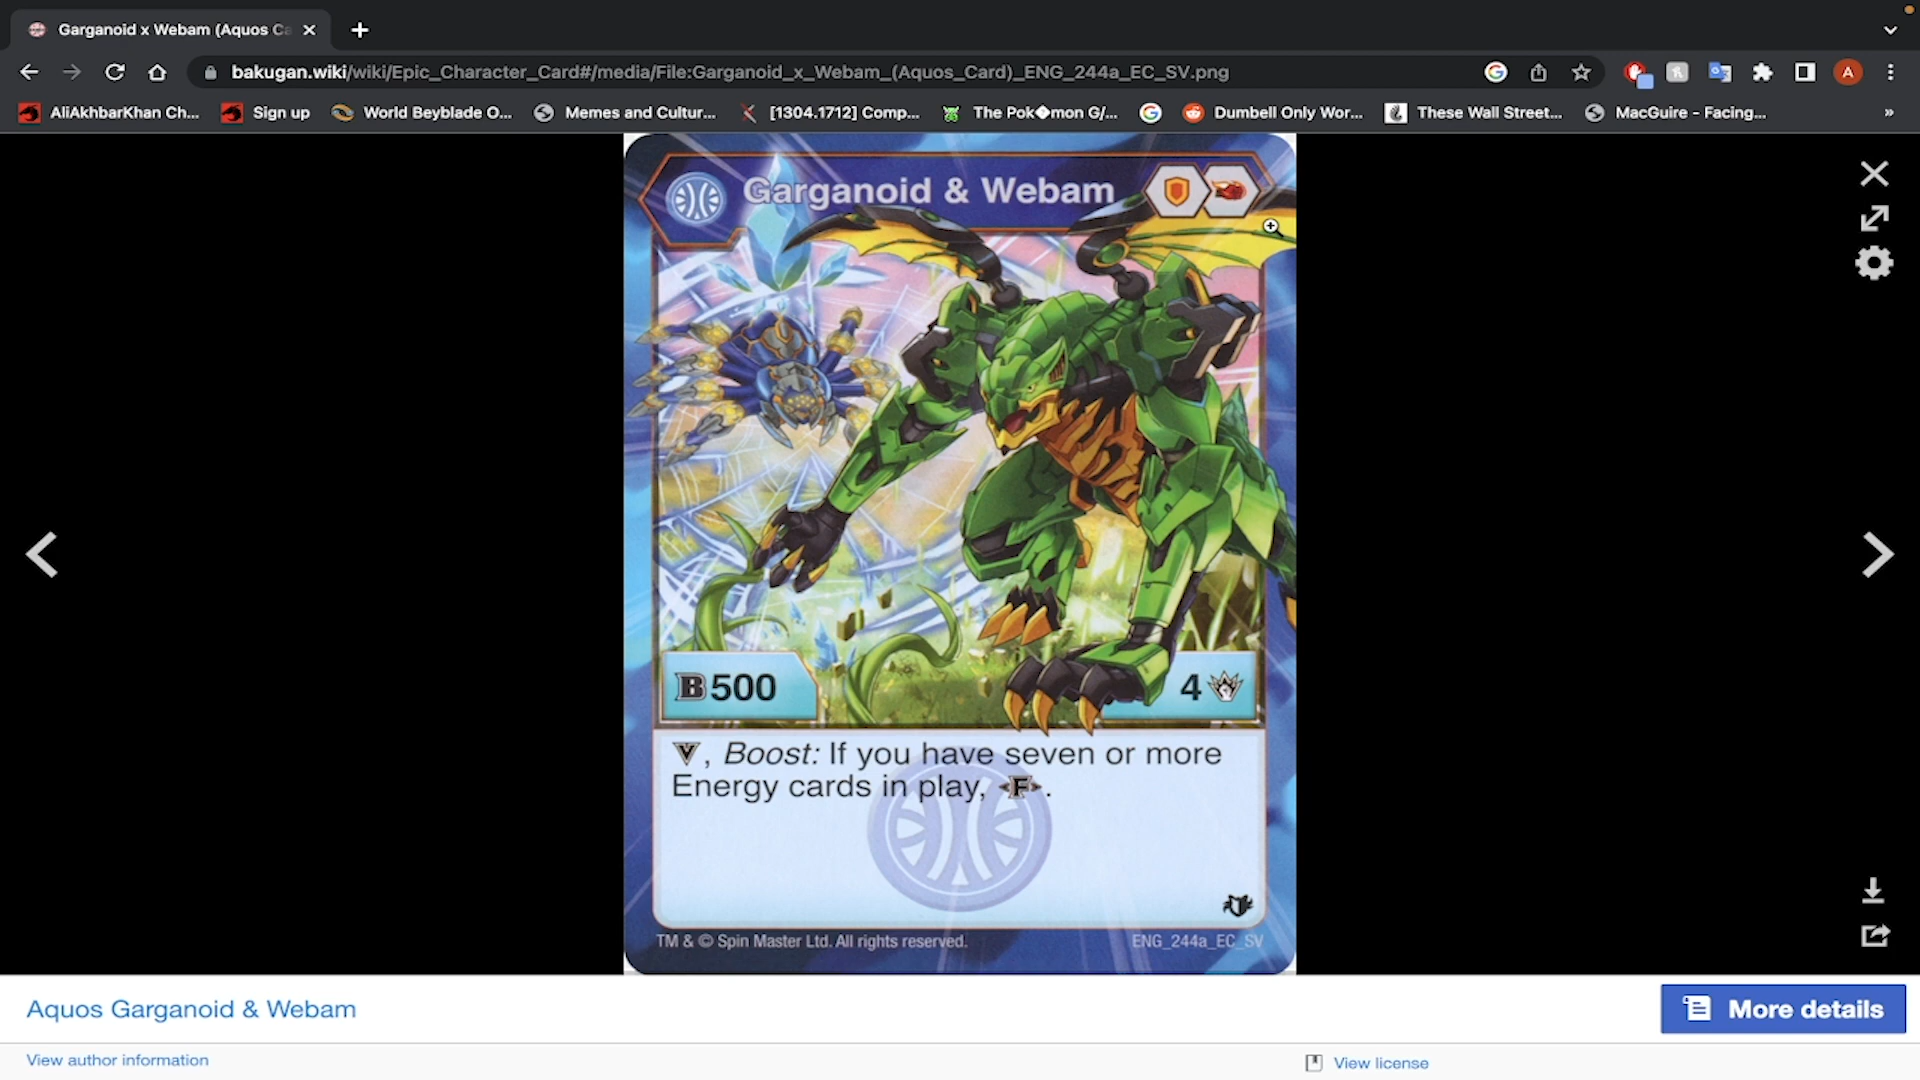 Garganoid x Webam (Aquos Ca
bakugan.wiki/wiki/Epic_Character_Card#/media/File:Garganoid_x_Webam_(Aquos_Card)_ENG_244a_EC_SV.png
A
AliAkhbarKhan Ch... Sign up World Beyblade O... Memes and Cultur... [1304.1712] Comp... The Pok�mon G/... Dumbell Only Wor... These Wall Street... MacGuire - Facing... »
Garganoid & Webam
B 500 4
V, Boost: If you have seven or more
Energy cards in play, F.
TM & © Spin Master Ltd. All rights reserved. ENG_244a_EC_SV
Aquos Garganoid & Webam
More details
View author information
View license